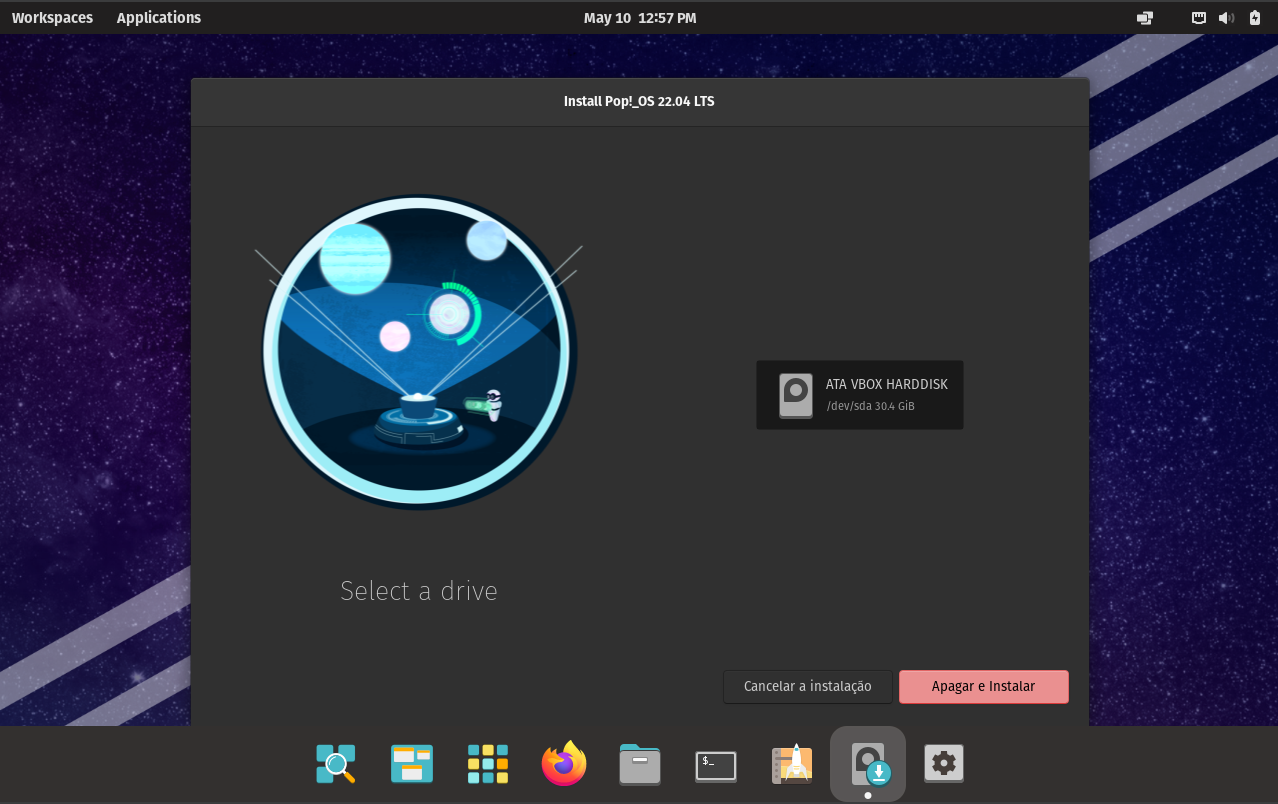 Workspaces Applications May 10 12:57 PM
Install Pop!_OS 22.04 LTS
ATA VBOX HARDDISK
/dev/sda 30.4 GiB
Select a drive
Cancelar a instalação Apagar e Instalar
$_